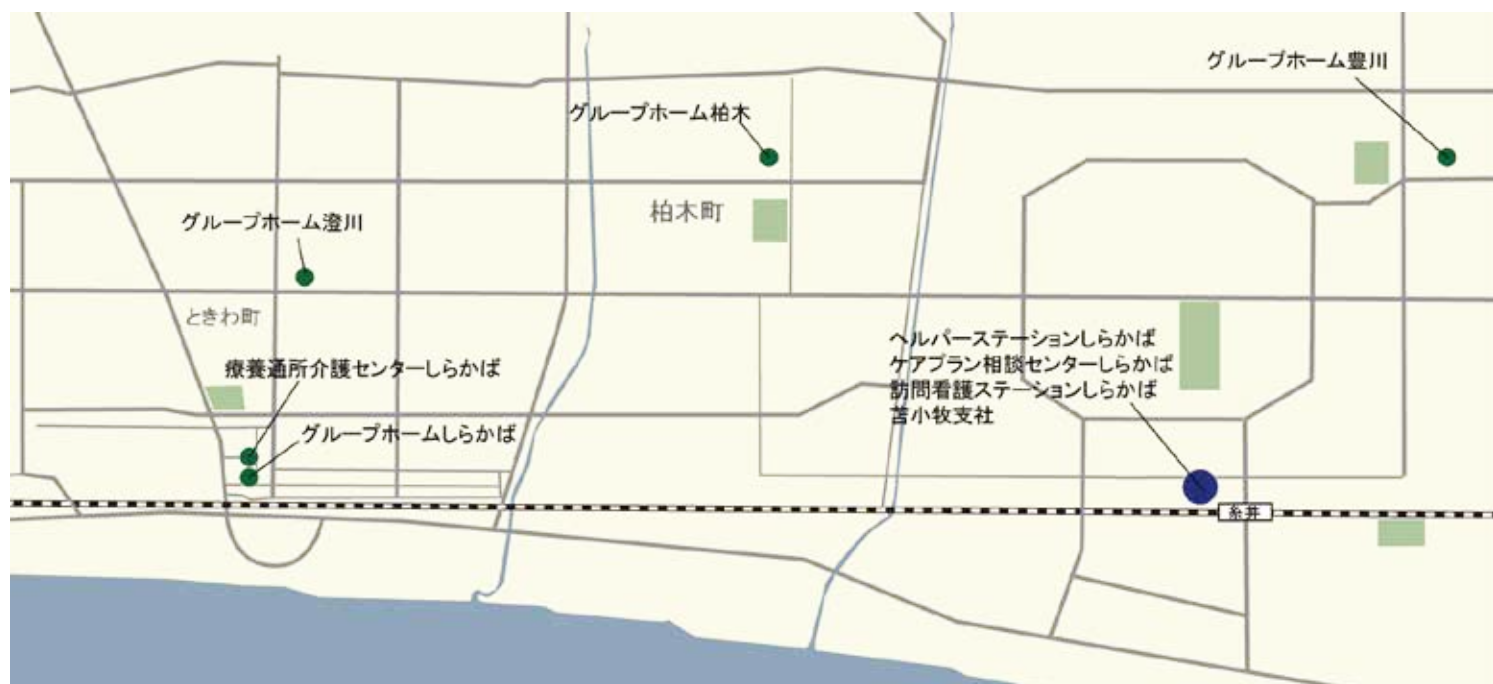 グループホーム豊川
グループホーム柏木
柏木町
グループホーム澄川
ときわ町
ヘルパーステーションしらかば
ケアプラン相談センターしらかば
訪問看護ステーションしらかば
苫小牧支社
療養通所介護センターしらかば
グループホームしらかば
糸井